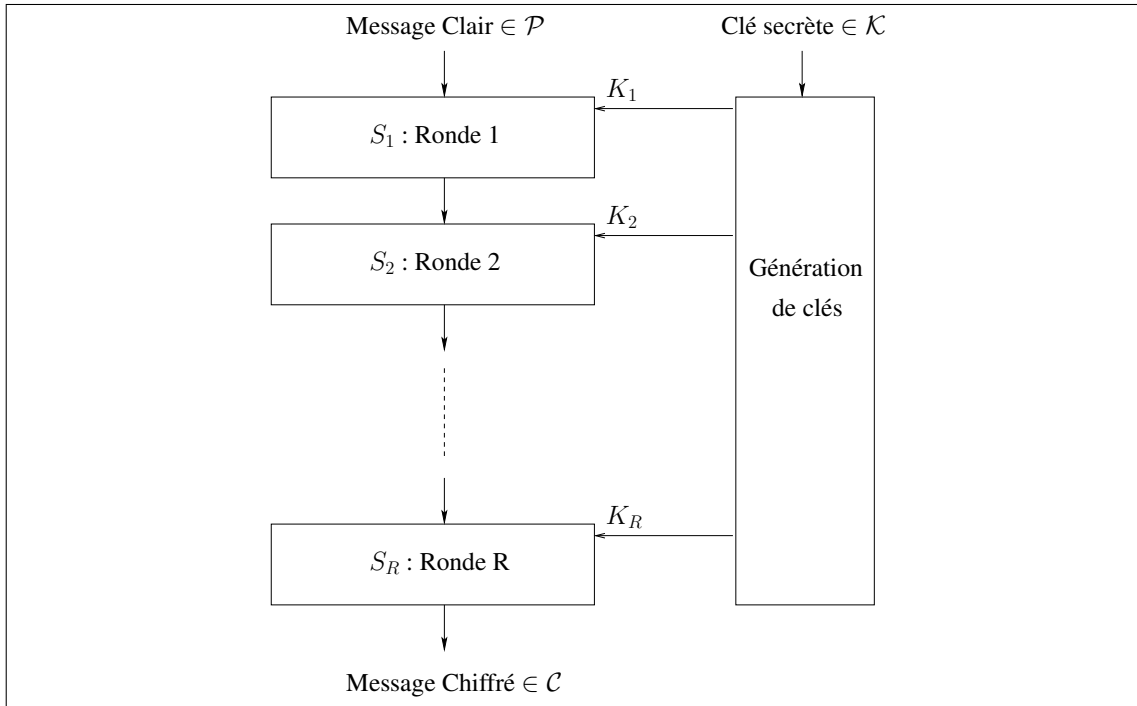 Message Clair ∈ 𝒫
Clé secrète ∈ 𝒦
K₁
S₁ : Ronde 1
K₂
S₂ : Ronde 2
Génération
de clés
K_R
S_R : Ronde R
Message Chiffré ∈ 𝒞